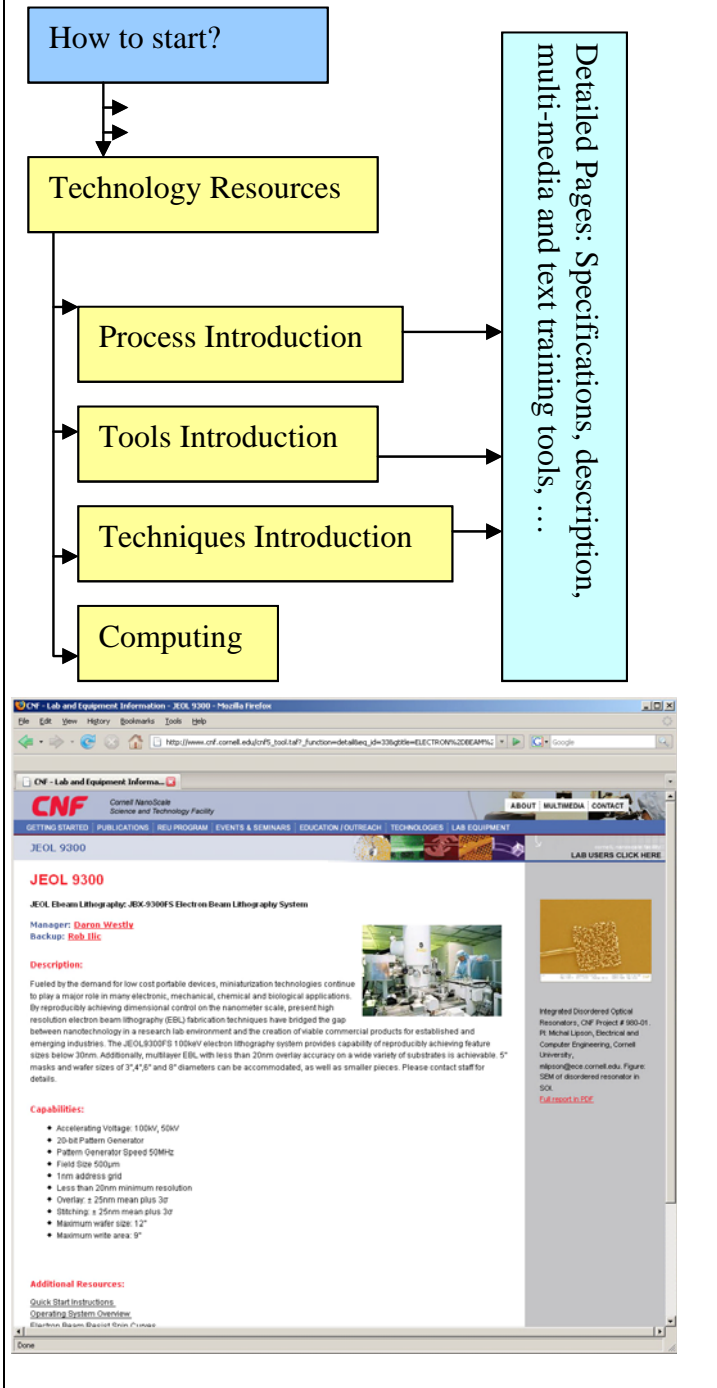 How to start?
Technology Resources
Process Introduction
Tools Introduction
Techniques Introduction
Computing
Detailed Pages: Specifications, description,
multi-media and text training tools, …
CNF - Lab and Equipment Information - JEOL 9300 - Mozilla Firefox
File Edit View History Bookmarks Tools Help
Google
CNF - Lab and Equipment Informa...
CNF
Cornell NanoScale
Science and Technology Facility
ABOUT MULTIMEDIA CONTACT
GETTING STARTED PUBLICATIONS REU PROGRAM EVENTS & SEMINARS EDUCATION / OUTREACH TECHNOLOGIES LAB EQUIPMENT
JEOL 9300
LAB USERS CLICK HERE
JEOL 9300
JEOL Ebeam Lithography: JBX-9300FS Electron Beam Lithography System
Manager: Daron Westly
Backup: Rob Ilic
Description:
Fueled by the demand for low cost portable devices, miniaturization technologies continue
to play a major role in many electronic, mechanical, chemical and biological applications.
By reproducibly achieving dimensional control on the nanometer scale, present high
resolution electron beam lithography (EBL) fabrication techniques have bridged the gap
between nanotechnology in a research lab environment and the creation of viable commercial products for established and
emerging industries. The JEOL9300FS 100keV electron lithography system provides capability of reproducibly achieving feature
sizes below 30nm. Additionally, multilayer EBL with less than 20nm overlay accuracy on a wide variety of substrates is achievable. 5"
masks and wafer sizes of 3",4",6" and 8" diameters can be accommodated, as well as smaller pieces. Please contact staff for
details.
Capabilities:
Accelerating Voltage: 100kV, 50kV
20-bit Pattern Generator
Pattern Generator Speed 50MHz
Field Size 500µm
1nm address grid
Less than 20nm minimum resolution
Overlay: ± 25nm mean plus 3σ
Stitching: ± 25nm mean plus 3σ
Maximum wafer size: 12"
Maximum write area: 9"
Additional Resources:
Quick Start Instructions
Operating System Overview
Electron Beam Resist Spin Curves
Integrated Disordered Optical
Resonators, CNF Project # 980-01.
PI: Michal Lipson, Electrical and
Computer Engineering, Cornell
University,
mlipson@ece.cornell.edu. Figure:
SEM of disordered resonator in
SOI.
Full report in PDF
Done